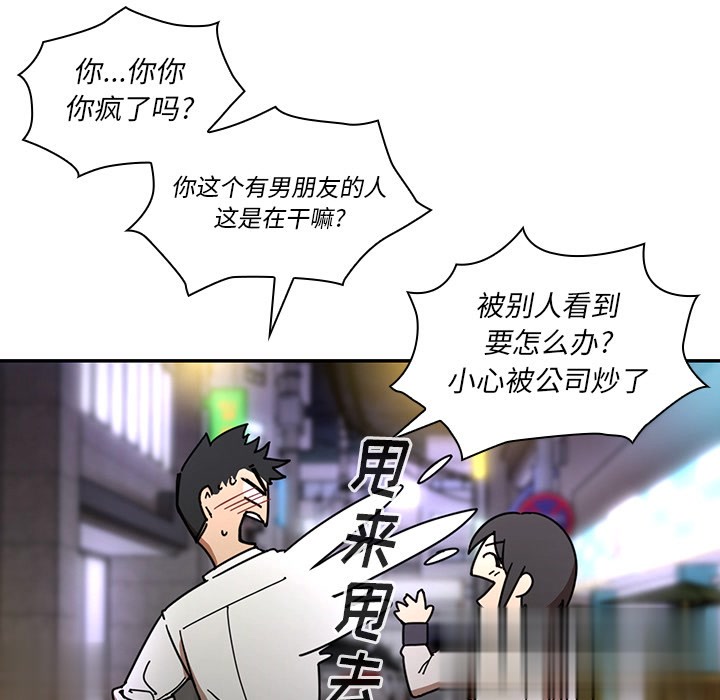 你...你你
你疯了吗?
你这个有男朋友的人
这是在干嘛?
被别人看到
要怎么办?
小心被公司炒了
甩来甩去